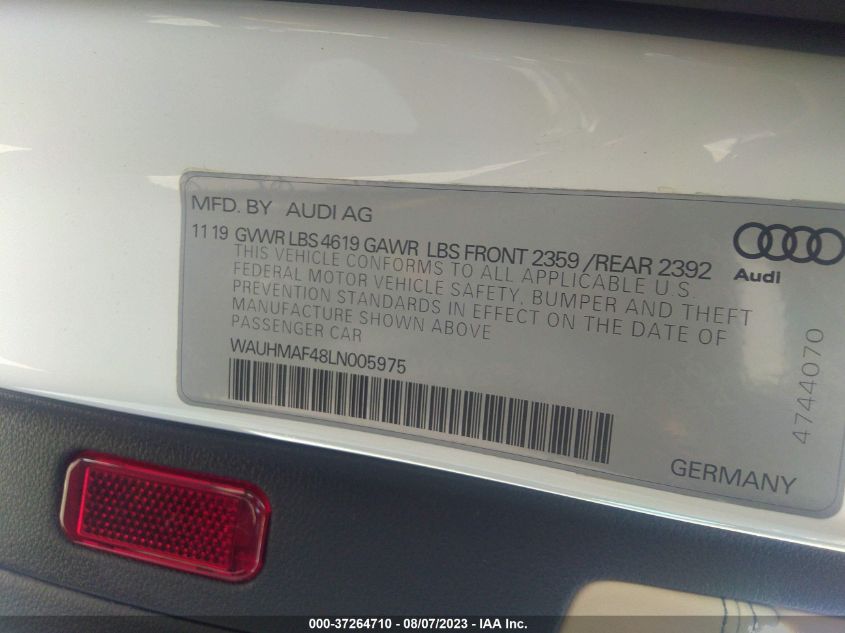 MFD. BY AUDI AG
11 19 GVWR LBS 4619 GAWR LBS FRONT 2359 /REAR 2392
THIS VEHICLE CONFORMS TO ALL APPLICABLE U.S.
FEDERAL MOTOR VEHICLE SAFETY, BUMPER AND THEFT
PREVENTION STANDARDS IN EFFECT ON THE DATE OF
MANUFACTURE SHOWN ABOVE
PASSENGER CAR
WAUHMAF48LN005975
Audi
4744070
GERMANY
000-37264710 - 08/07/2023 - IAA Inc.